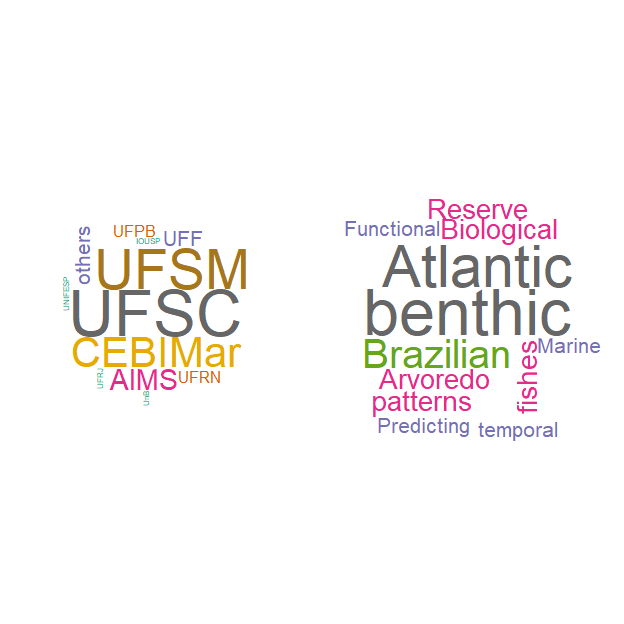 UFPB
IOUSP
UFF
others
UFSM
UNIFESP
UFSC
CEBIMar
UFRJ
AIMS
UFRN
UnB
Reserve
Functional
Biological
Atlantic
benthic
Brazilian
Marine
fishes
Arvoredo
patterns
Predicting
temporal